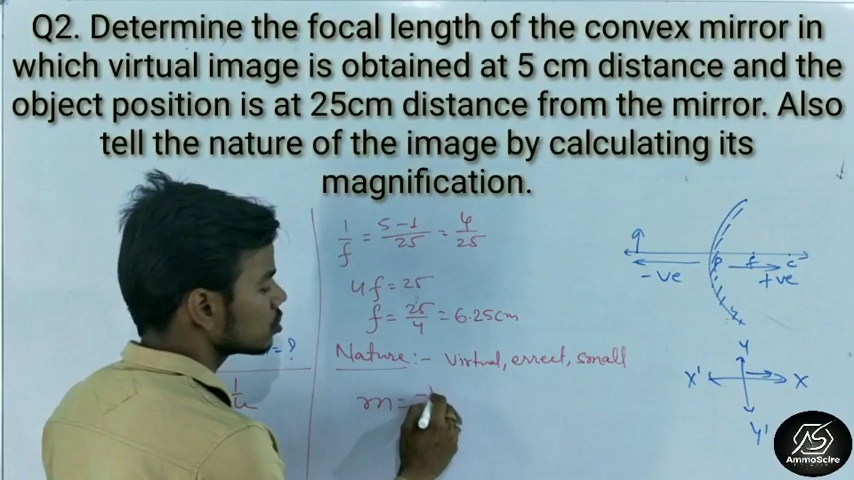 Q2. Determine the focal length of the convex mirror in
which virtual image is obtained at 5 cm distance and the
object position is at 25cm distance from the mirror. Also
tell the nature of the image by calculating its
magnification.
1/f = 5-1/25 = 4/25
4f = 25
f = 25/4 = 6.25cm
= ?
Nature :- Virtual, errect, small
1/u
m =
P F C
-ve +ve
Y
X' X
Y'
AmmoScire